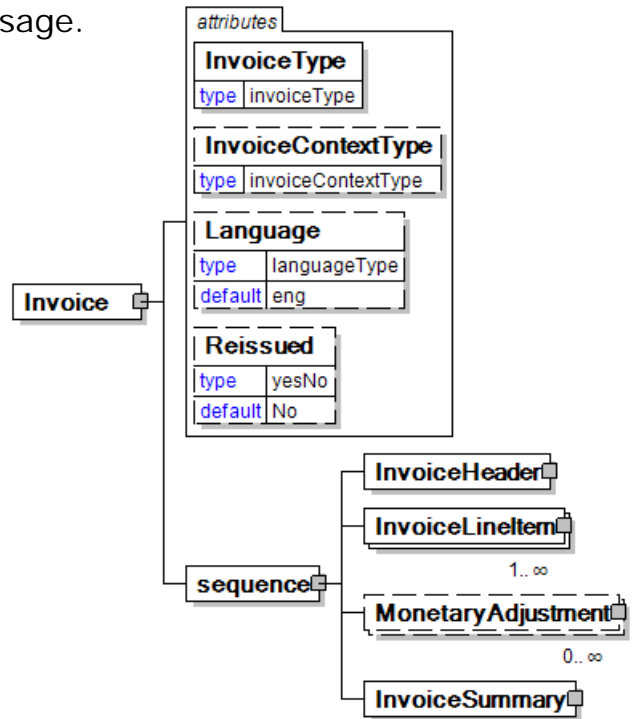 sage.
attributes
InvoiceType
type invoiceType
InvoiceContextType
type invoiceContextType
Language
type languageType
default eng
Invoice
Reissued
type yesNo
default No
InvoiceHeader
InvoiceLineItem
1..∞
sequence
MonetaryAdjustment
0..∞
InvoiceSummary